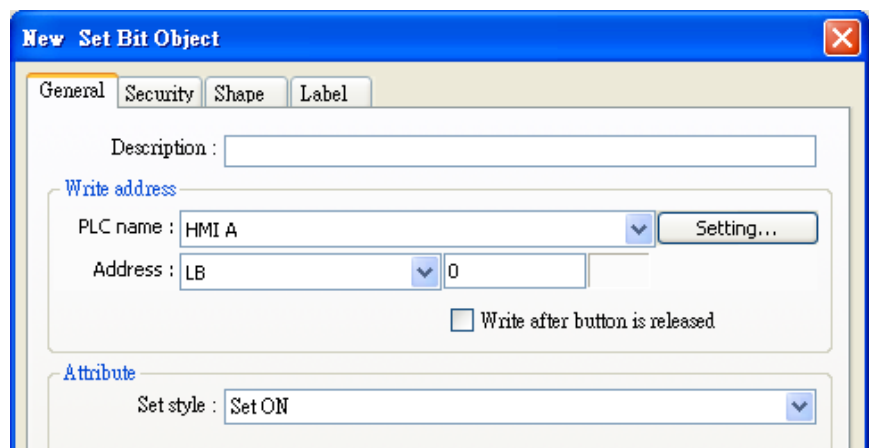 New Set Bit Object
General Security Shape Label
Description :
Write address
PLC name : HMI A Setting...
Address : LB 0
Write after button is released
Attribute
Set style : Set ON